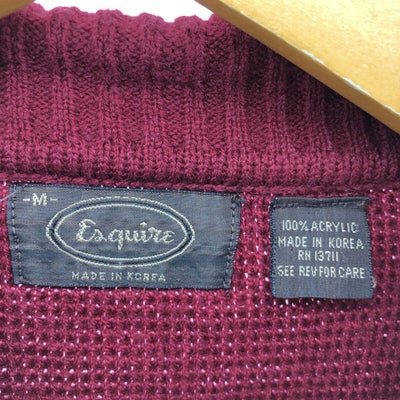 -M-
Esquire
MADE IN KOREA
100% ACRYLIC
MADE IN KOREA
RN 13711
SEE REV FOR CARE